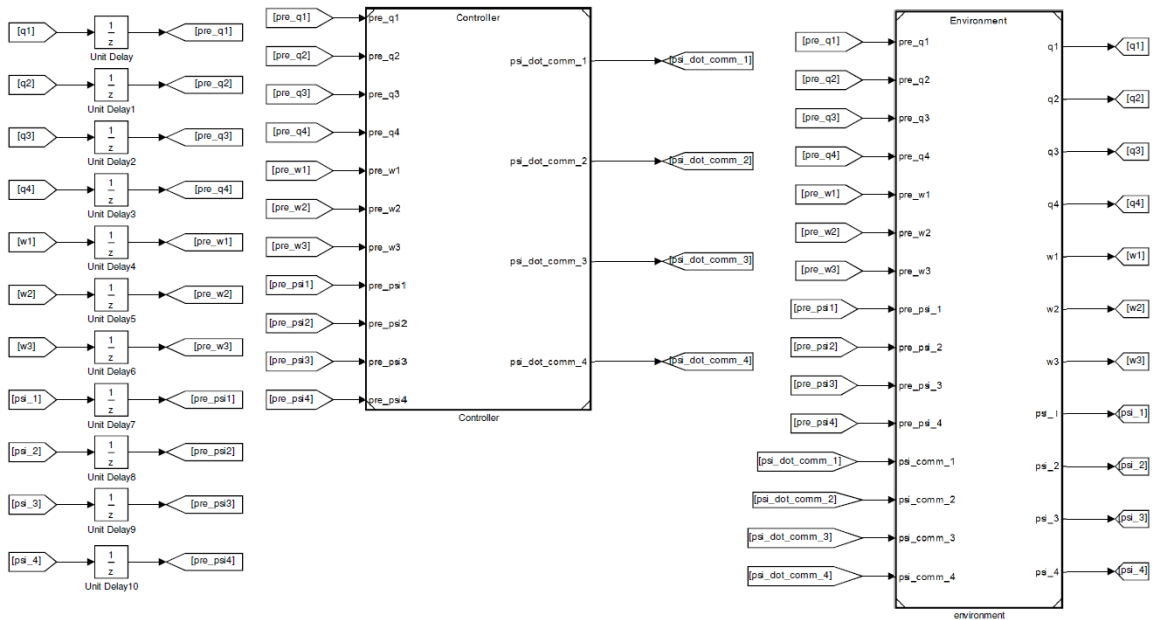 [q1]
1
z
[pre_q1]
Unit Delay
[q2]
1
z
[pre_q2]
Unit Delay1
[q3]
1
z
[pre_q3]
Unit Delay2
[q4]
1
z
[pre_q4]
Unit Delay3
[w1]
1
z
[pre_w1]
Unit Delay4
[w2]
1
z
[pre_w2]
Unit Delay5
[w3]
1
z
[pre_w3]
Unit Delay6
[psi_1]
1
z
[pre_psi1]
Unit Delay7
[psi_2]
1
z
[pre_psi2]
Unit Delay8
[psi_3]
1
z
[pre_psi3]
Unit Delay9
[psi_4]
1
z
[pre_psi4]
Unit Delay10
Controller
[pre_q1]
pre_q1
[pre_q2]
pre_q2
[pre_q3]
pre_q3
[pre_q4]
pre_q4
[pre_w1]
pre_w1
[pre_w2]
pre_w2
[pre_w3]
pre_w3
[pre_psi1]
pre_psi1
[pre_psi2]
pre_psi2
[pre_psi3]
pre_psi3
[pre_psi4]
pre_psi4
psi_dot_comm_1
[psi_dot_comm_1]
psi_dot_comm_2
[psi_dot_comm_2]
psi_dot_comm_3
[psi_dot_comm_3]
psi_dot_comm_4
[psi_dot_comm_4]
Controller
Environment
[pre_q1]
pre_q1
[pre_q2]
pre_q2
[pre_q3]
pre_q3
[pre_q4]
pre_q4
[pre_w1]
pre_w1
[pre_w2]
pre_w2
[pre_w3]
pre_w3
[pre_psi1]
pre_psi_1
[pre_psi2]
pre_psi_2
[pre_psi3]
pre_psi_3
[pre_psi4]
pre_psi_4
[psi_dot_comm_1]
psi_comm_1
[psi_dot_comm_2]
psi_comm_2
[psi_dot_comm_3]
psi_comm_3
[psi_dot_comm_4]
psi_comm_4
q1
[q1]
q2
[q2]
q3
[q3]
q4
[q4]
w1
[w1]
w2
[w2]
w3
[w3]
psi_1
[psi_1]
psi_2
[psi_2]
psi_3
[psi_3]
psi_4
[psi_4]
environment